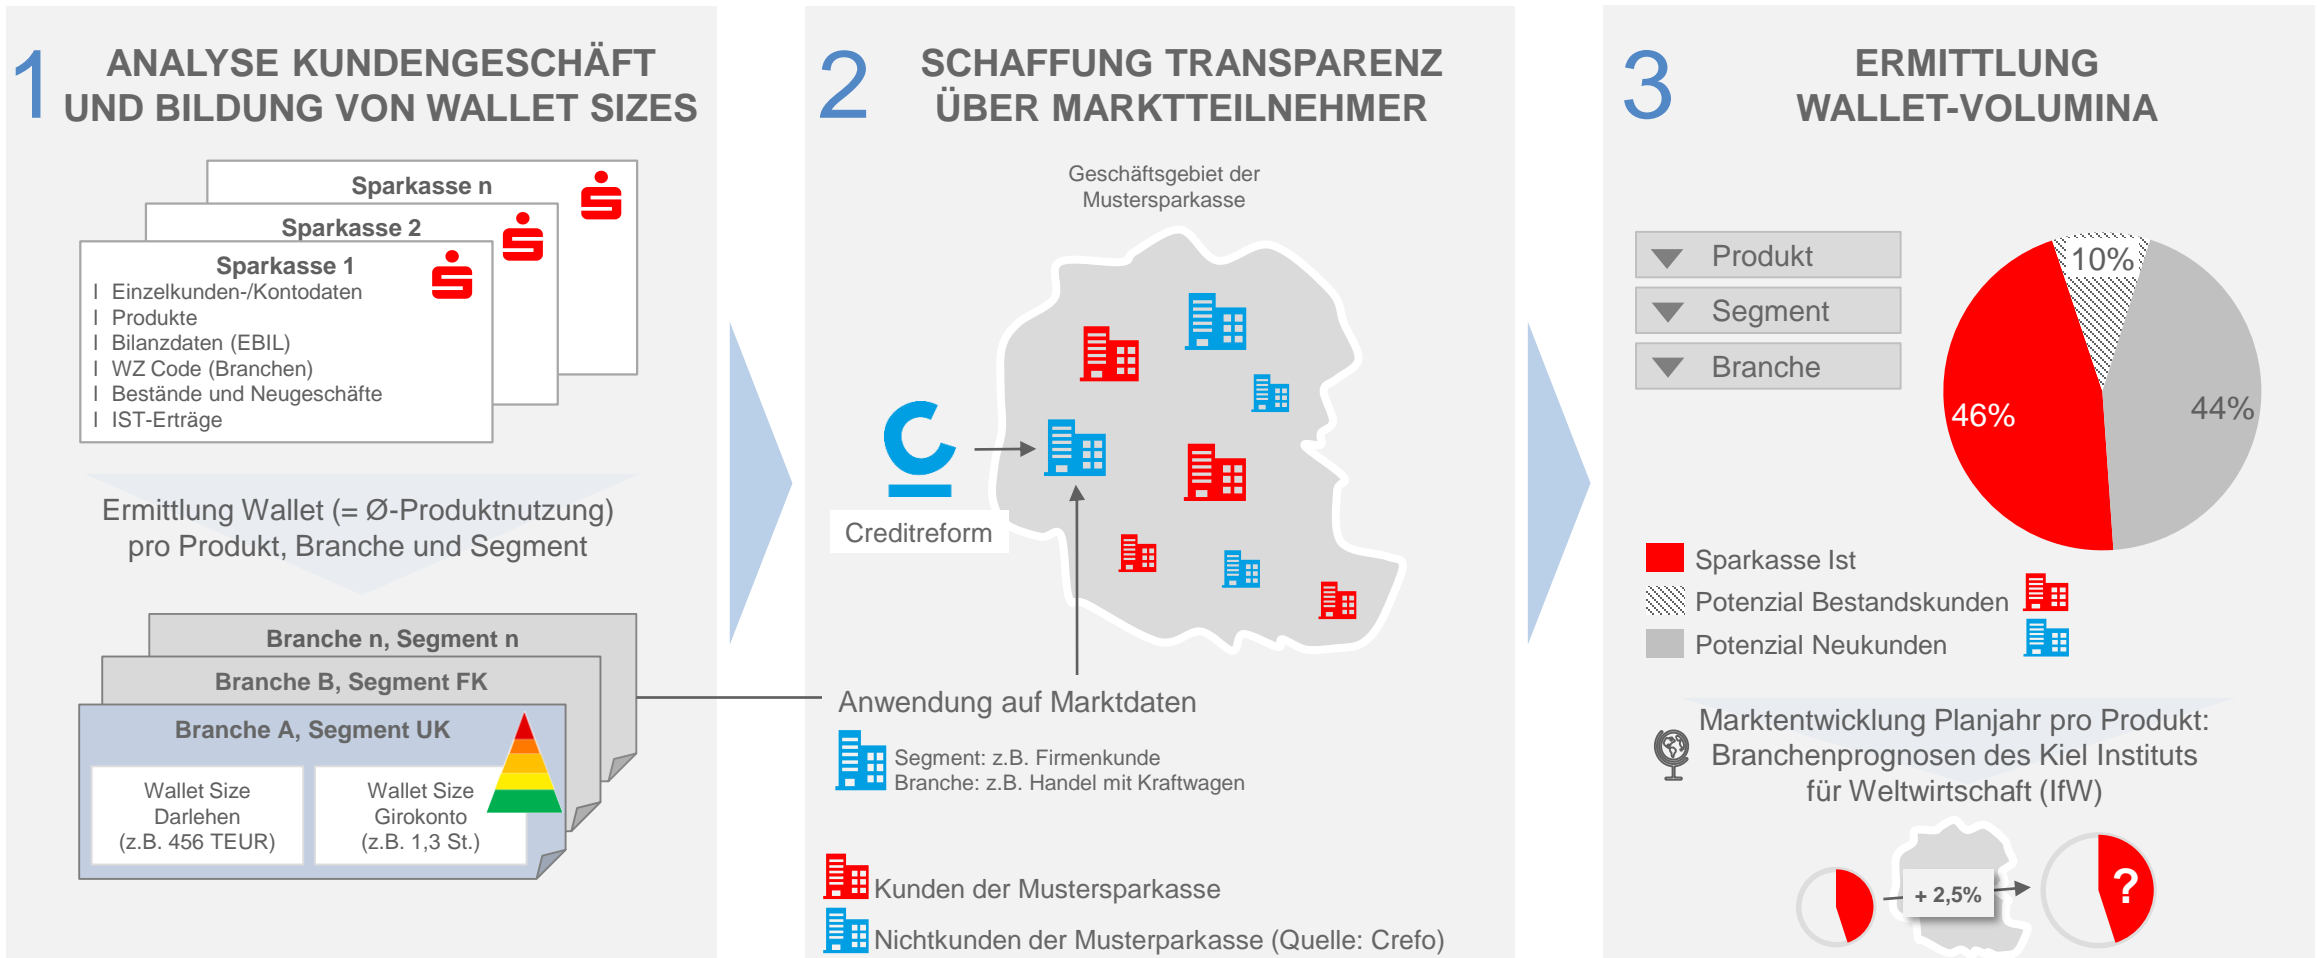 1
ANALYSE KUNDENGESCHÄFT
UND BILDUNG VON WALLET SIZES
Sparkasse n
Sparkasse 2
Sparkasse 1
I Einzelkunden-/Kontodaten
I Produkte
I Bilanzdaten (EBIL)
I WZ Code (Branchen)
I Bestände und Neugeschäfte
I IST-Erträge
Ermittlung Wallet (= Ø-Produktnutzung)
pro Produkt, Branche und Segment
Branche n, Segment n
Branche B, Segment FK
Branche A, Segment UK
Wallet Size
Darlehen
(z.B. 456 TEUR)
Wallet Size
Girokonto
(z.B. 1,3 St.)
2
SCHAFFUNG TRANSPARENZ
ÜBER MARKTTEILNEHMER
Geschäftsgebiet der
Mustersparkasse
Creditreform
Anwendung auf Marktdaten
Segment: z.B. Firmenkunde
Branche: z.B. Handel mit Kraftwagen
Kunden der Mustersparkasse
Nichtkunden der Musterparkasse (Quelle: Crefo)
3
ERMITTLUNG
WALLET-VOLUMINA
Produkt
Segment
Branche
10%
46%
44%
Sparkasse Ist
Potenzial Bestandskunden
Potenzial Neukunden
Marktentwicklung Planjahr pro Produkt:
Branchenprognosen des Kiel Instituts
für Weltwirtschaft (IfW)
+ 2,5%
?